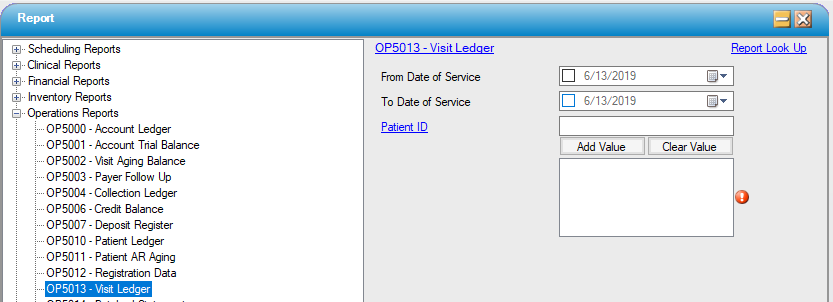 Report
Scheduling Reports
Clinical Reports
Financial Reports
Inventory Reports
Operations Reports
OP5000 - Account Ledger
OP5001 - Account Trial Balance
OP5002 - Visit Aging Balance
OP5003 - Payer Follow Up
OP5004 - Collection Ledger
OP5006 - Credit Balance
OP5007 - Deposit Register
OP5010 - Patient Ledger
OP5011 - Patient AR Aging
OP5012 - Registration Data
OP5013 - Visit Ledger
OP5013 - Visit Ledger Report Look Up
From Date of Service 6/13/2019
To Date of Service 6/13/2019
Patient ID
Add Value Clear Value